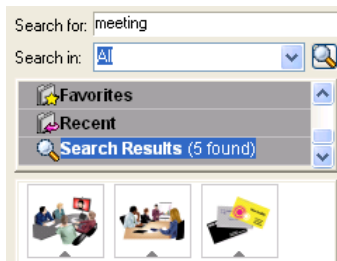 Search for: meeting
Search in: All
Favorites
Recent
Search Results (5 found)